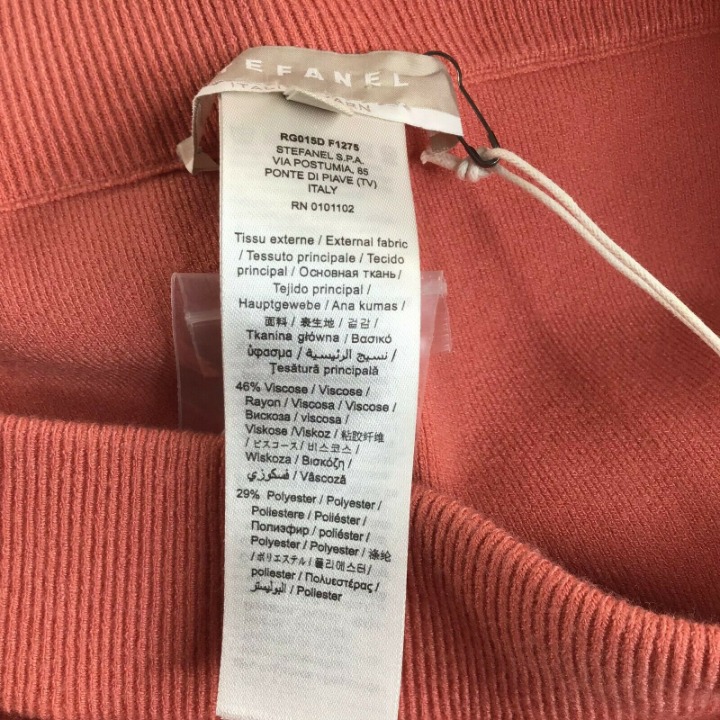 STEFANEL
RG015D F1275
STEFANEL S.P.A.
VIA POSTUMIA, 85
PONTE DI PIAVE (TV)
ITALY
RN 0101102
Tissu externe / External fabric
/ Tessuto principale / Tecido
principal / Основная ткань /
Tejido principal /
Hauptgewebe / Ana kumas /
面料 / 表生地 / 겉감 /
Tkanina główna / Βασικό
ύφασμα / نسيج الرئيسية /
Țesătură principală
46% Viscose / Viscose /
Rayon / Viscosa / Viscose /
Вискоза / viscosa /
Viskose /Viskoz / 粘胶纤维
/ ビスコース / 비스코스 /
Wiskoza / Βισκόζη /
فسكوزي / Vâscoză
29% Polyester / Polyester /
Poliestere / Poliéster /
Полиэфир / poliéster /
Polyester / Polyester / 涤纶
/ ポリエステル / 폴리에스터 /
poliester / Πολυεστέρας /
البوليستر / Poliester